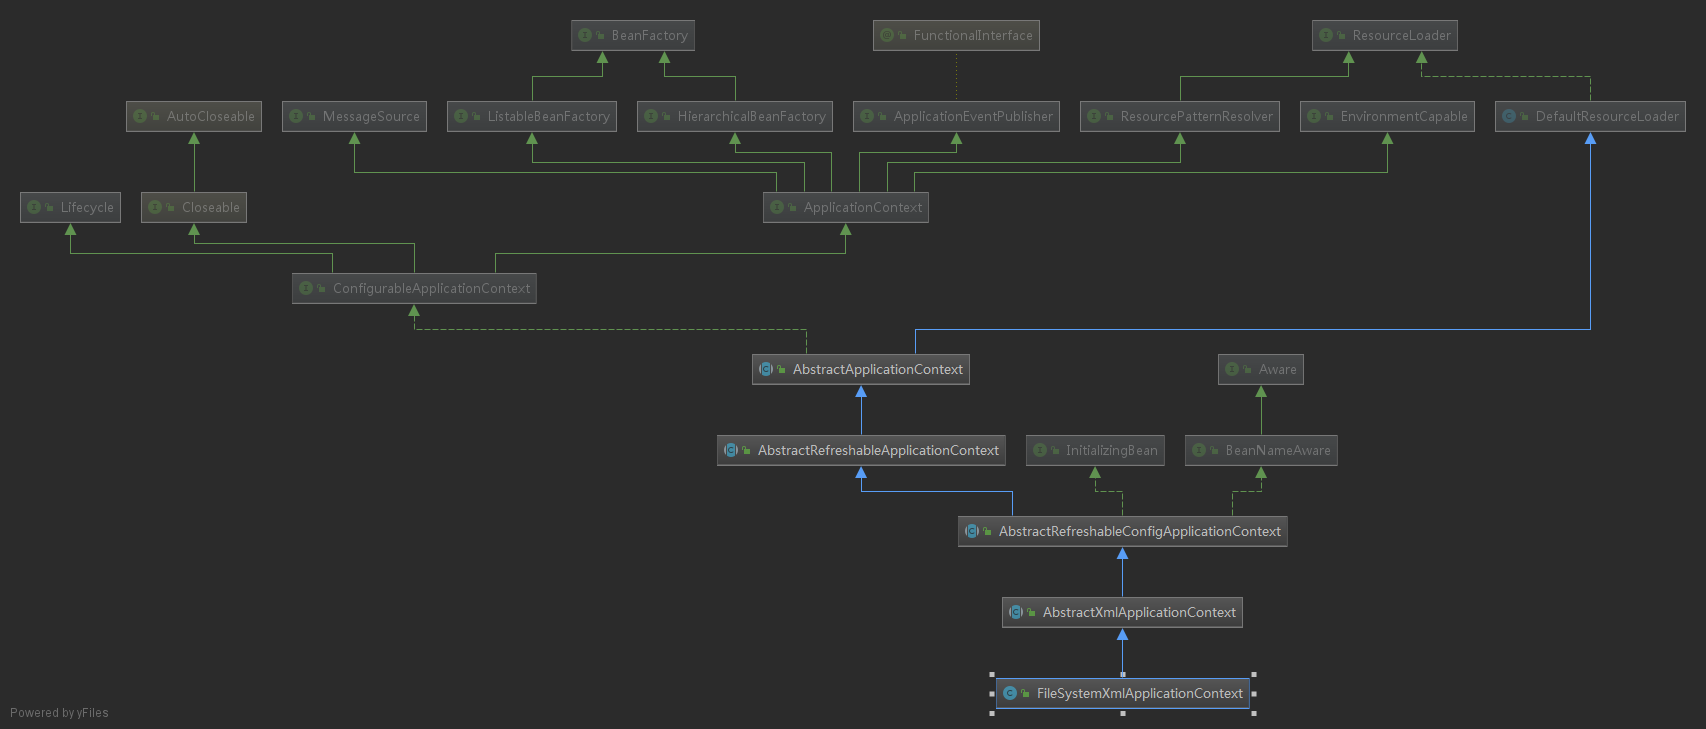 BeanFactory
FunctionalInterface
ResourceLoader
AutoCloseable
MessageSource
ListableBeanFactory
HierarchicalBeanFactory
ApplicationEventPublisher
ResourcePatternResolver
EnvironmentCapable
DefaultResourceLoader
Lifecycle
Closeable
ApplicationContext
ConfigurableApplicationContext
AbstractApplicationContext
Aware
AbstractRefreshableApplicationContext
InitializingBean
BeanNameAware
AbstractRefreshableConfigApplicationContext
AbstractXmlApplicationContext
FileSystemXmlApplicationContext
Powered by yFiles